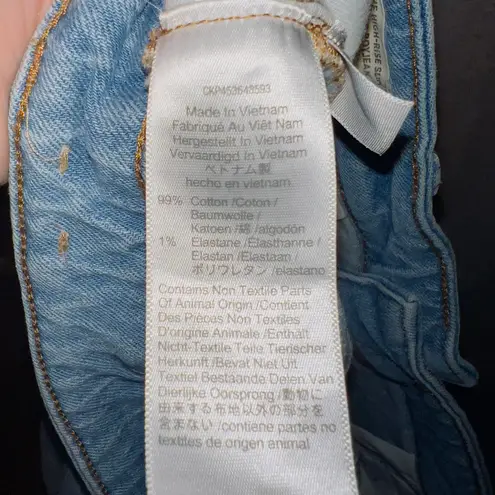 CKP453643593
Made In Vietnam
Fabriqué Au Viêt Nam
Hergestellt In Vietnam
Vervaardigd In Vietnam
ベトナム製
hecho en vietnam
99% Cotton /Coton/
Baumwolle /
Katoen /綿 /algodón
1% Elastane /Elasthanne /
Elastan /Elastaan /
ポリウレタン /elastano
Contains Non Textile Parts
Of Animal Origin /Contient
Des Pièces Non Textiles
D'origine Animale /Enthält
Nicht-Textile Teile Tierischer
Herkunft /Bevat Niet Uit
Textiel Bestaande Delen Van
Dierlijke Oorsprong /動物に
由来する布地以外の部分を
含む /contiene partes no
textiles de origen animal
HIGH-RISE